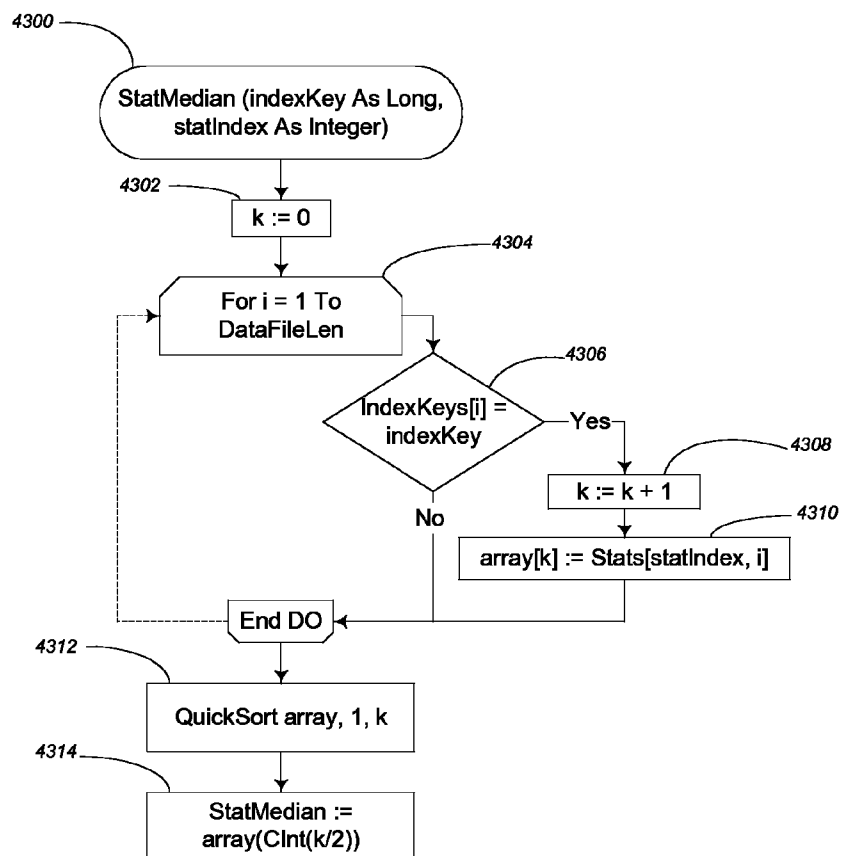 4300
StatMedian (indexKey As Long,
statIndex As Integer)
4302
k := 0
4304
For i = 1 To
DataFileLen
4306
IndexKeys[i] =
indexKey
Yes
4308
k := k + 1
No
4310
array[k] := Stats[statIndex, i]
End DO
4312
QuickSort array, 1, k
4314
StatMedian :=
array(CInt(k/2))